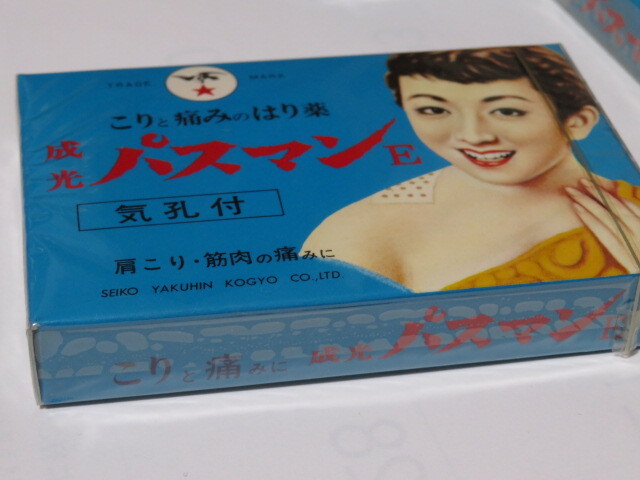 TRADE MARK
こりと痛みのはり薬
成光 パスマンE
気孔付
肩こり・筋肉の痛みに
SEIKO YAKUHIN KOGYO CO.,LTD.
こりと痛みに 成光 パスマンE